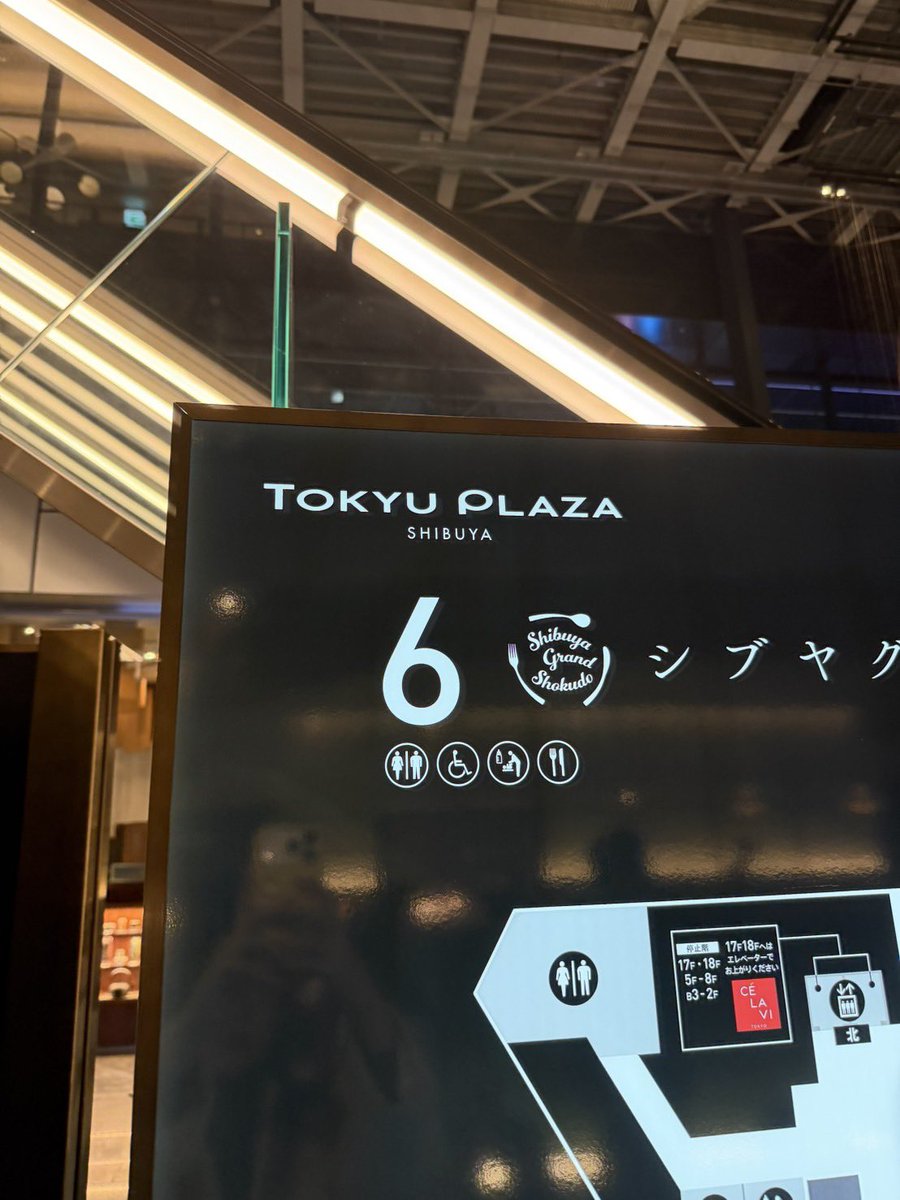 TOKYU PLAZA
SHIBUYA
6
Shibuya
Grand
Shokudo
シブヤグ
停止階
17F・18F
5F-8F
B3-2F
17F18Fへは
エレベーターで
お上がりください
CÉ
LA
VI
TOKYO
北